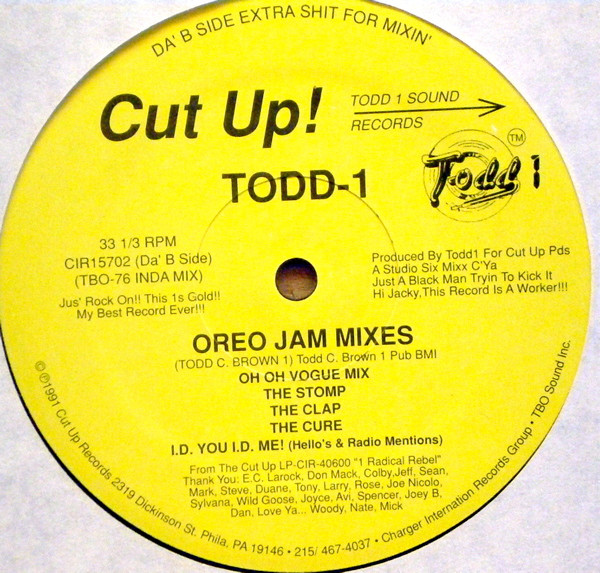 DA' B SIDE EXTRA SHIT FOR MIXIN'
Cut Up!
TODD 1 SOUND
RECORDS
TM
Todd 1
TODD-1
33 1/3 RPM
CIR15702 (Da' B Side)
(TBO-76 INDA MIX)
Jus' Rock On!! This 1s Gold!!
My Best Record Ever!!!
Produced By Todd1 For Cut Up Pds
A Studio Six Mixx C'Ya
Just A Black Man Tryin To Kick It
Hi Jacky,This Record Is A Worker!!!
OREO JAM MIXES
(TODD C. BROWN 1) Todd C. Brown 1 Pub BMI
OH OH VOGUE MIX
THE STOMP
THE CLAP
THE CURE
I.D. YOU I.D. ME! (Hello's & Radio Mentions)
From The Cut Up LP-CIR-40600 "1 Radical Rebel"
Thank You: E.C. Larock, Don Mack, Colby,Jeff, Sean,
Mark, Steve, Duane, Tony, Larry, Rose, Joe Nicolo,
Sylvana, Wild Goose, Joyce, Avi, Spencer, Joey B,
Dan, Love Ya... Woody, Nate, Mick
© ℗1991 Cut Up Records 2319 Dickinson St. Phila, PA 19146 • 215/ 467-4037 • Charger Internation Records Group • TBO Sound Inc.